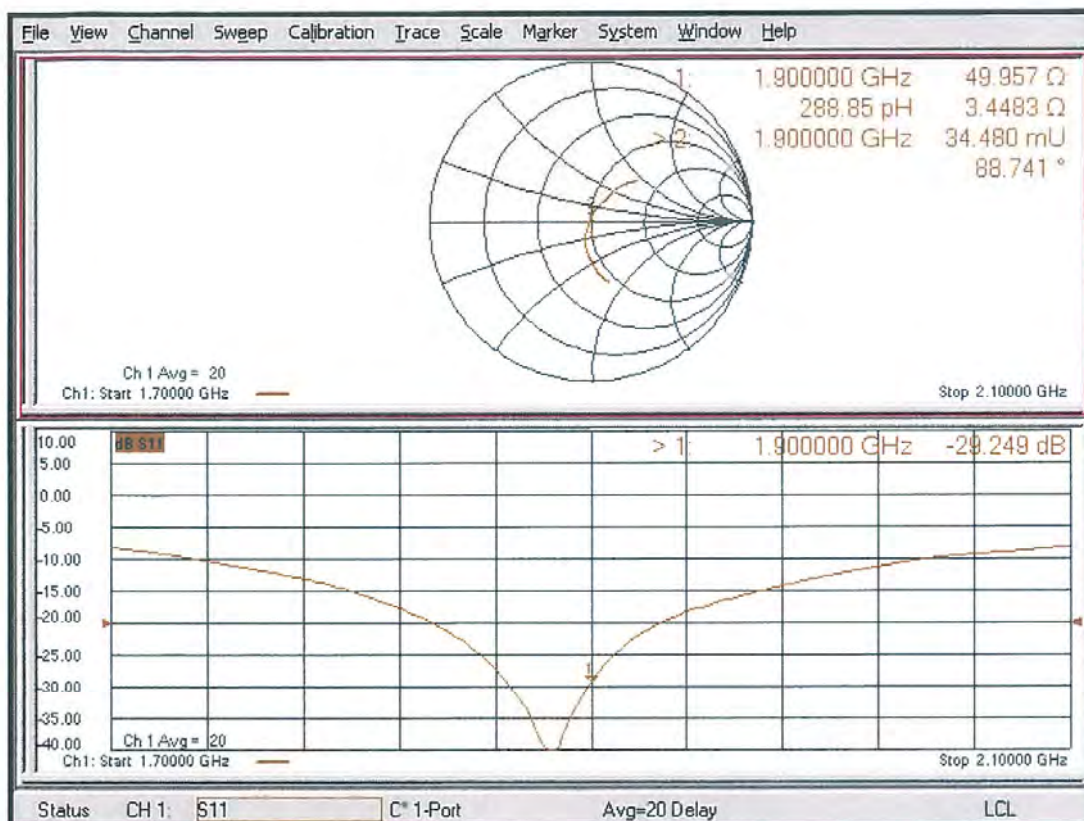 File View Channel Sweep Calibration Trace Scale Marker System Window Help
1: 1.900000 GHz 49.957 Ω
288.85 pH 3.4483 Ω
> 2: 1.900000 GHz 34.480 mU
88.741 °
Ch 1 Avg = 20
Ch1: Start 1.70000 GHz
Stop 2.10000 GHz
10.00
dB S11
> 1: 1.900000 GHz -29.249 dB
5.00
0.00
-5.00
-10.00
-15.00
-20.00
-25.00
1
-30.00
-35.00
-40.00
Ch 1 Avg = 20
Ch1: Start 1.70000 GHz
Stop 2.10000 GHz
Status CH 1: S11 C* 1-Port Avg=20 Delay LCL